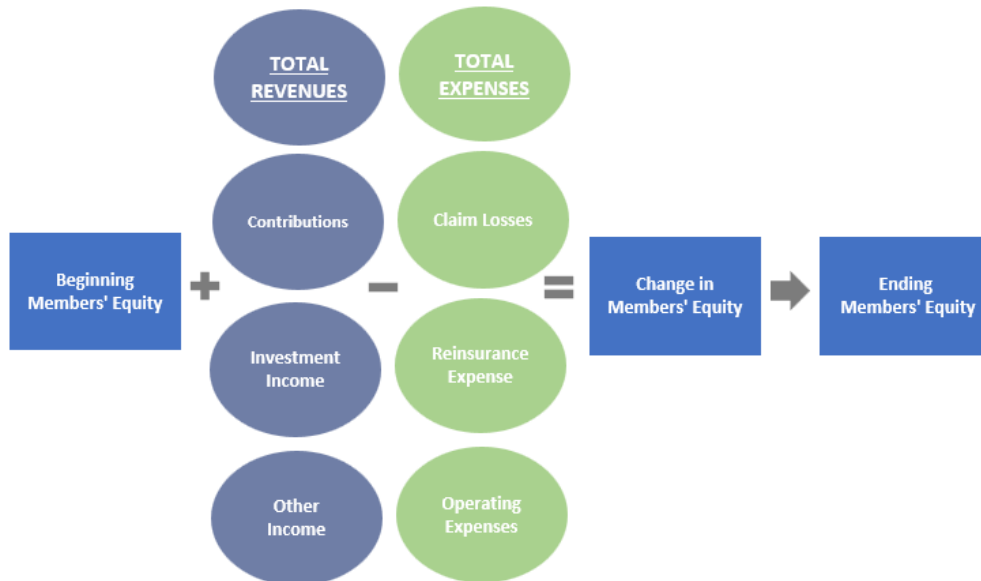 TOTAL
REVENUES
TOTAL
EXPENSES
Contributions
Claim Losses
Beginning
Members' Equity
Change in
Members' Equity
Ending
Members' Equity
Investment
Income
Reinsurance
Expense
Other
Income
Operating
Expenses